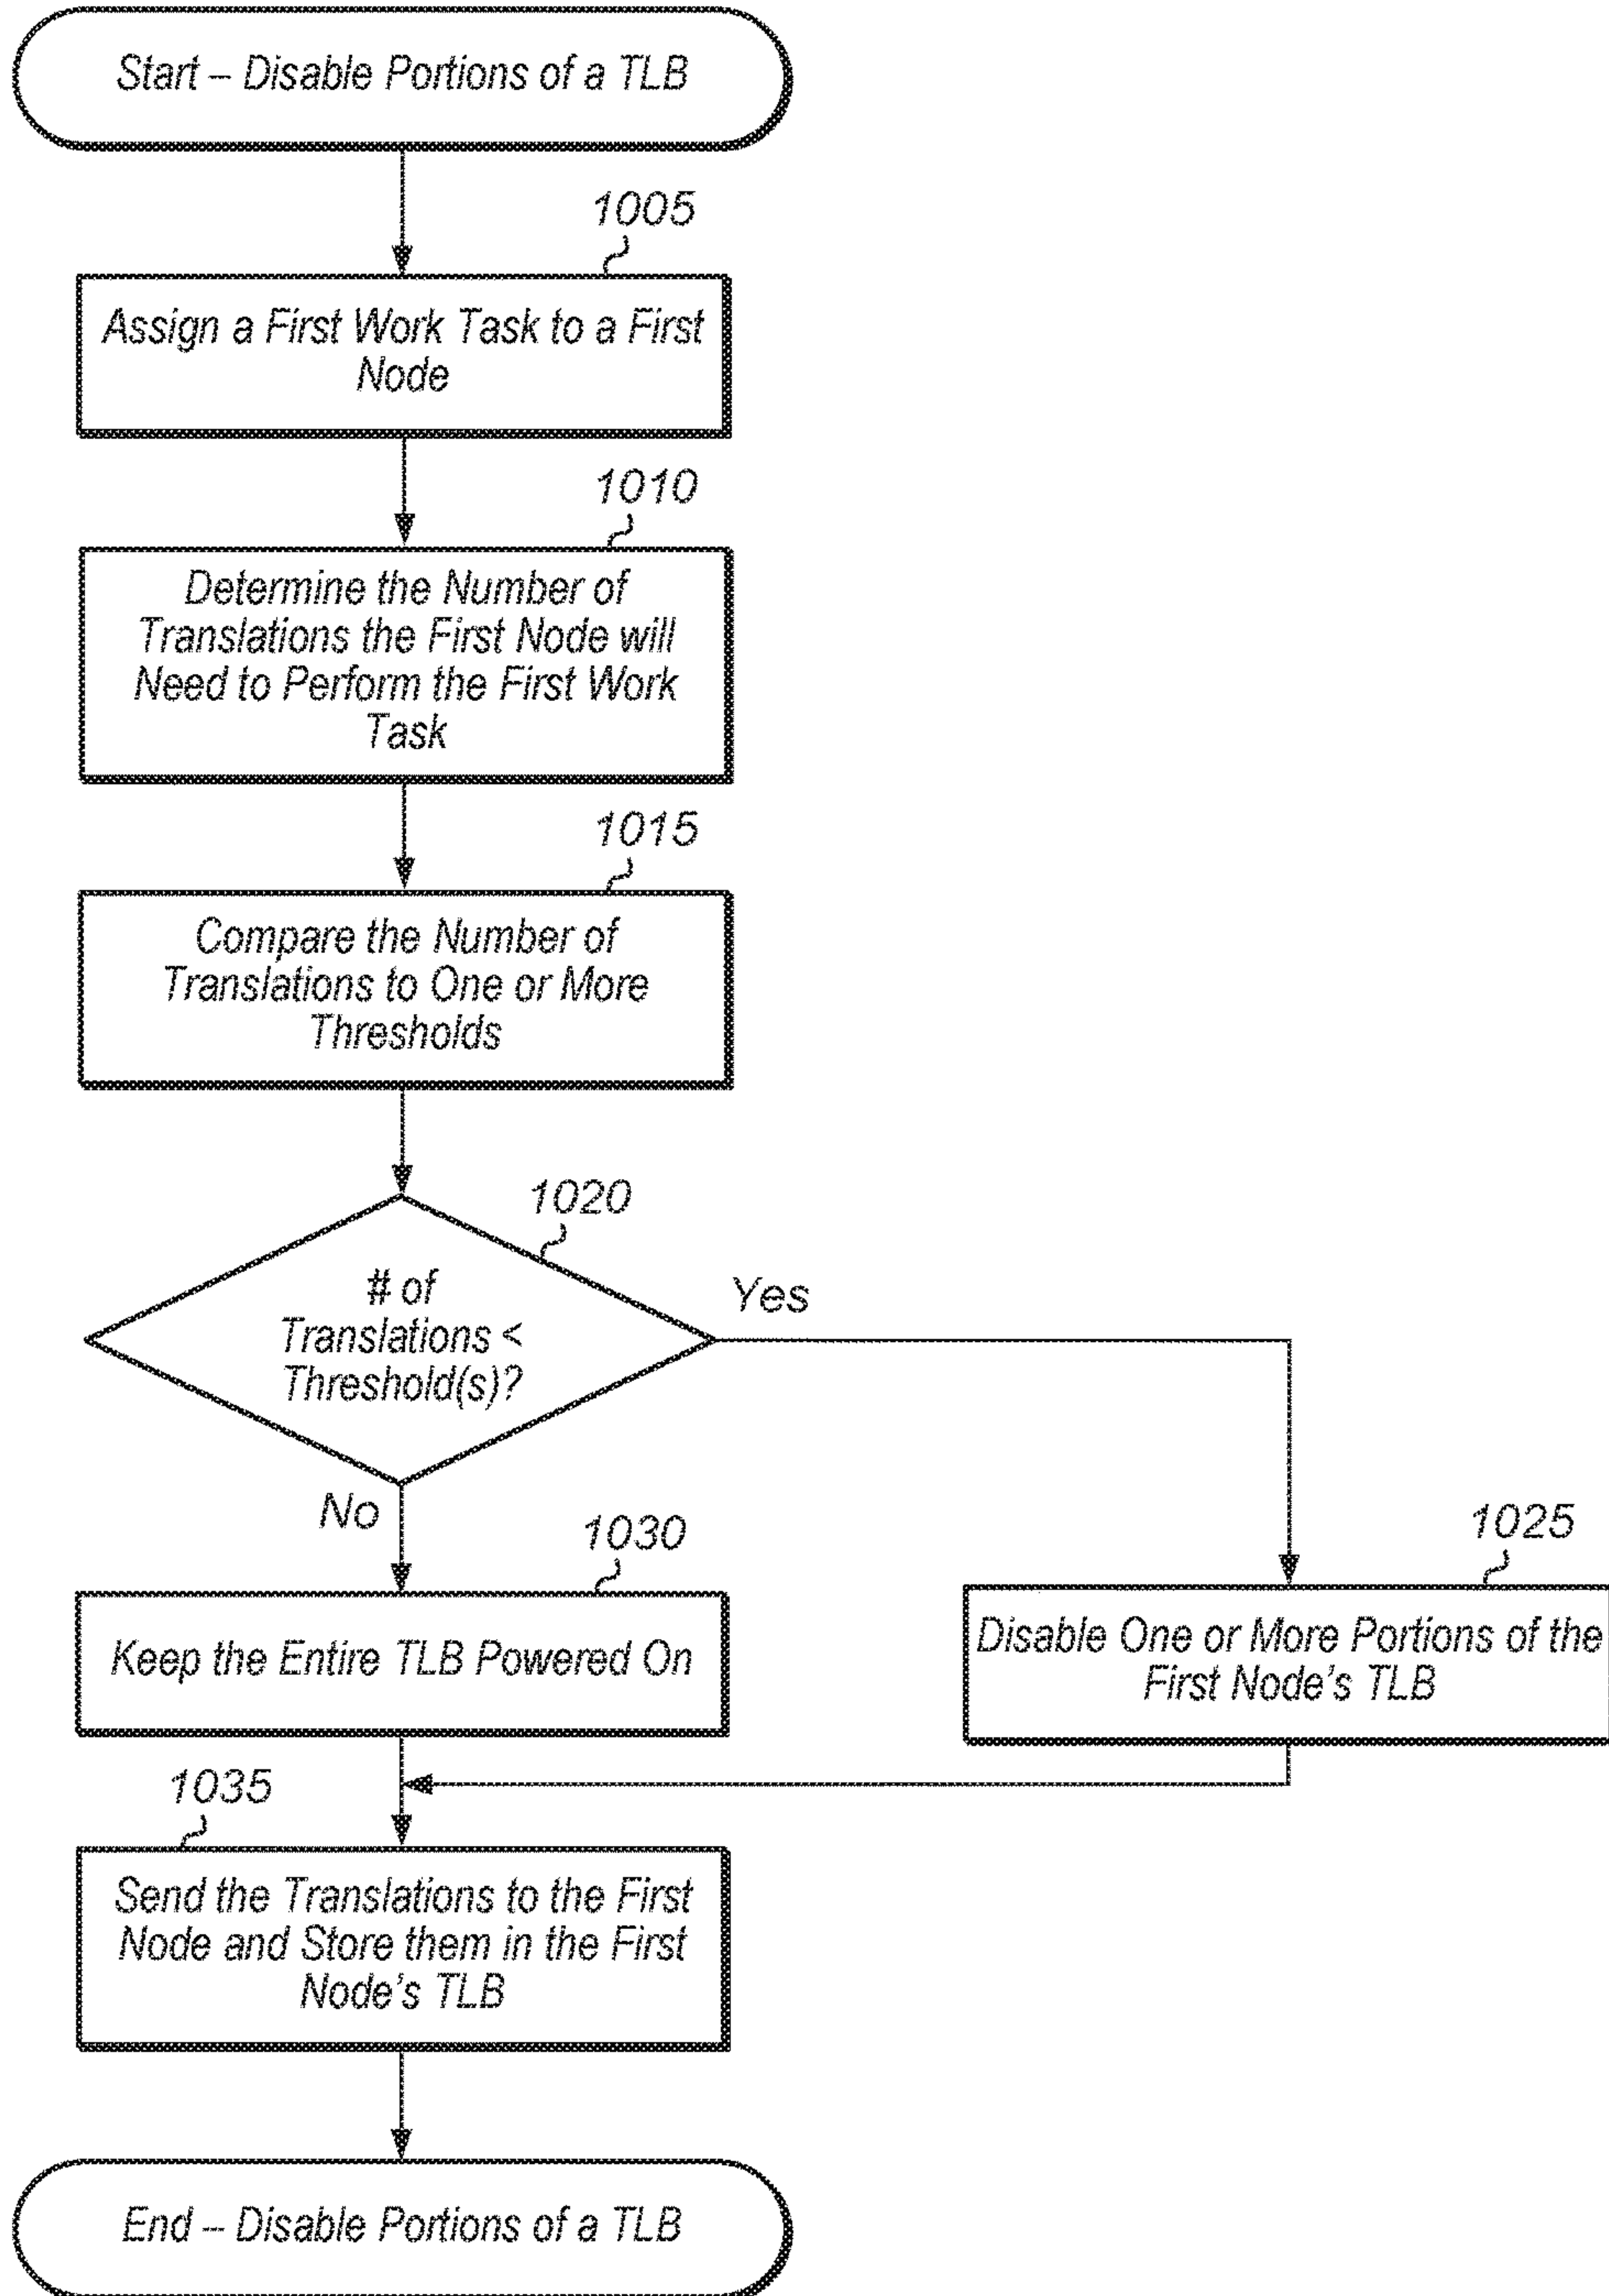 Start – Disable Portions of a TLB
1005
Assign a First Work Task to a First
Node
1010
Determine the Number of
Translations the First Node will
Need to Perform the First Work
Task
1015
Compare the Number of
Translations to One or More
Thresholds
1020
# of
Translations <
Threshold(s)?
Yes
No
1030
Keep the Entire TLB Powered On
1025
Disable One or More Portions of the
First Node's TLB
1035
Send the Translations to the First
Node and Store them in the First
Node's TLB
End – Disable Portions of a TLB